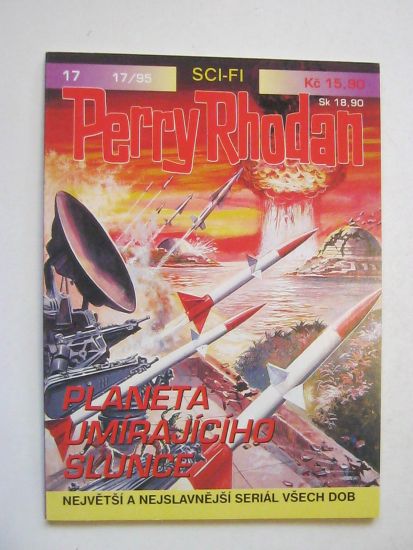 17 17/95 SCI-FI Kč 15,90
Sk 18,90
Perry Rhodan
PLANETA
UMÍRAJÍCÍHO
SLUNCE
NEJVĚTŠÍ A NEJSLAVNĚJŠÍ SERIÁL VŠECH DOB